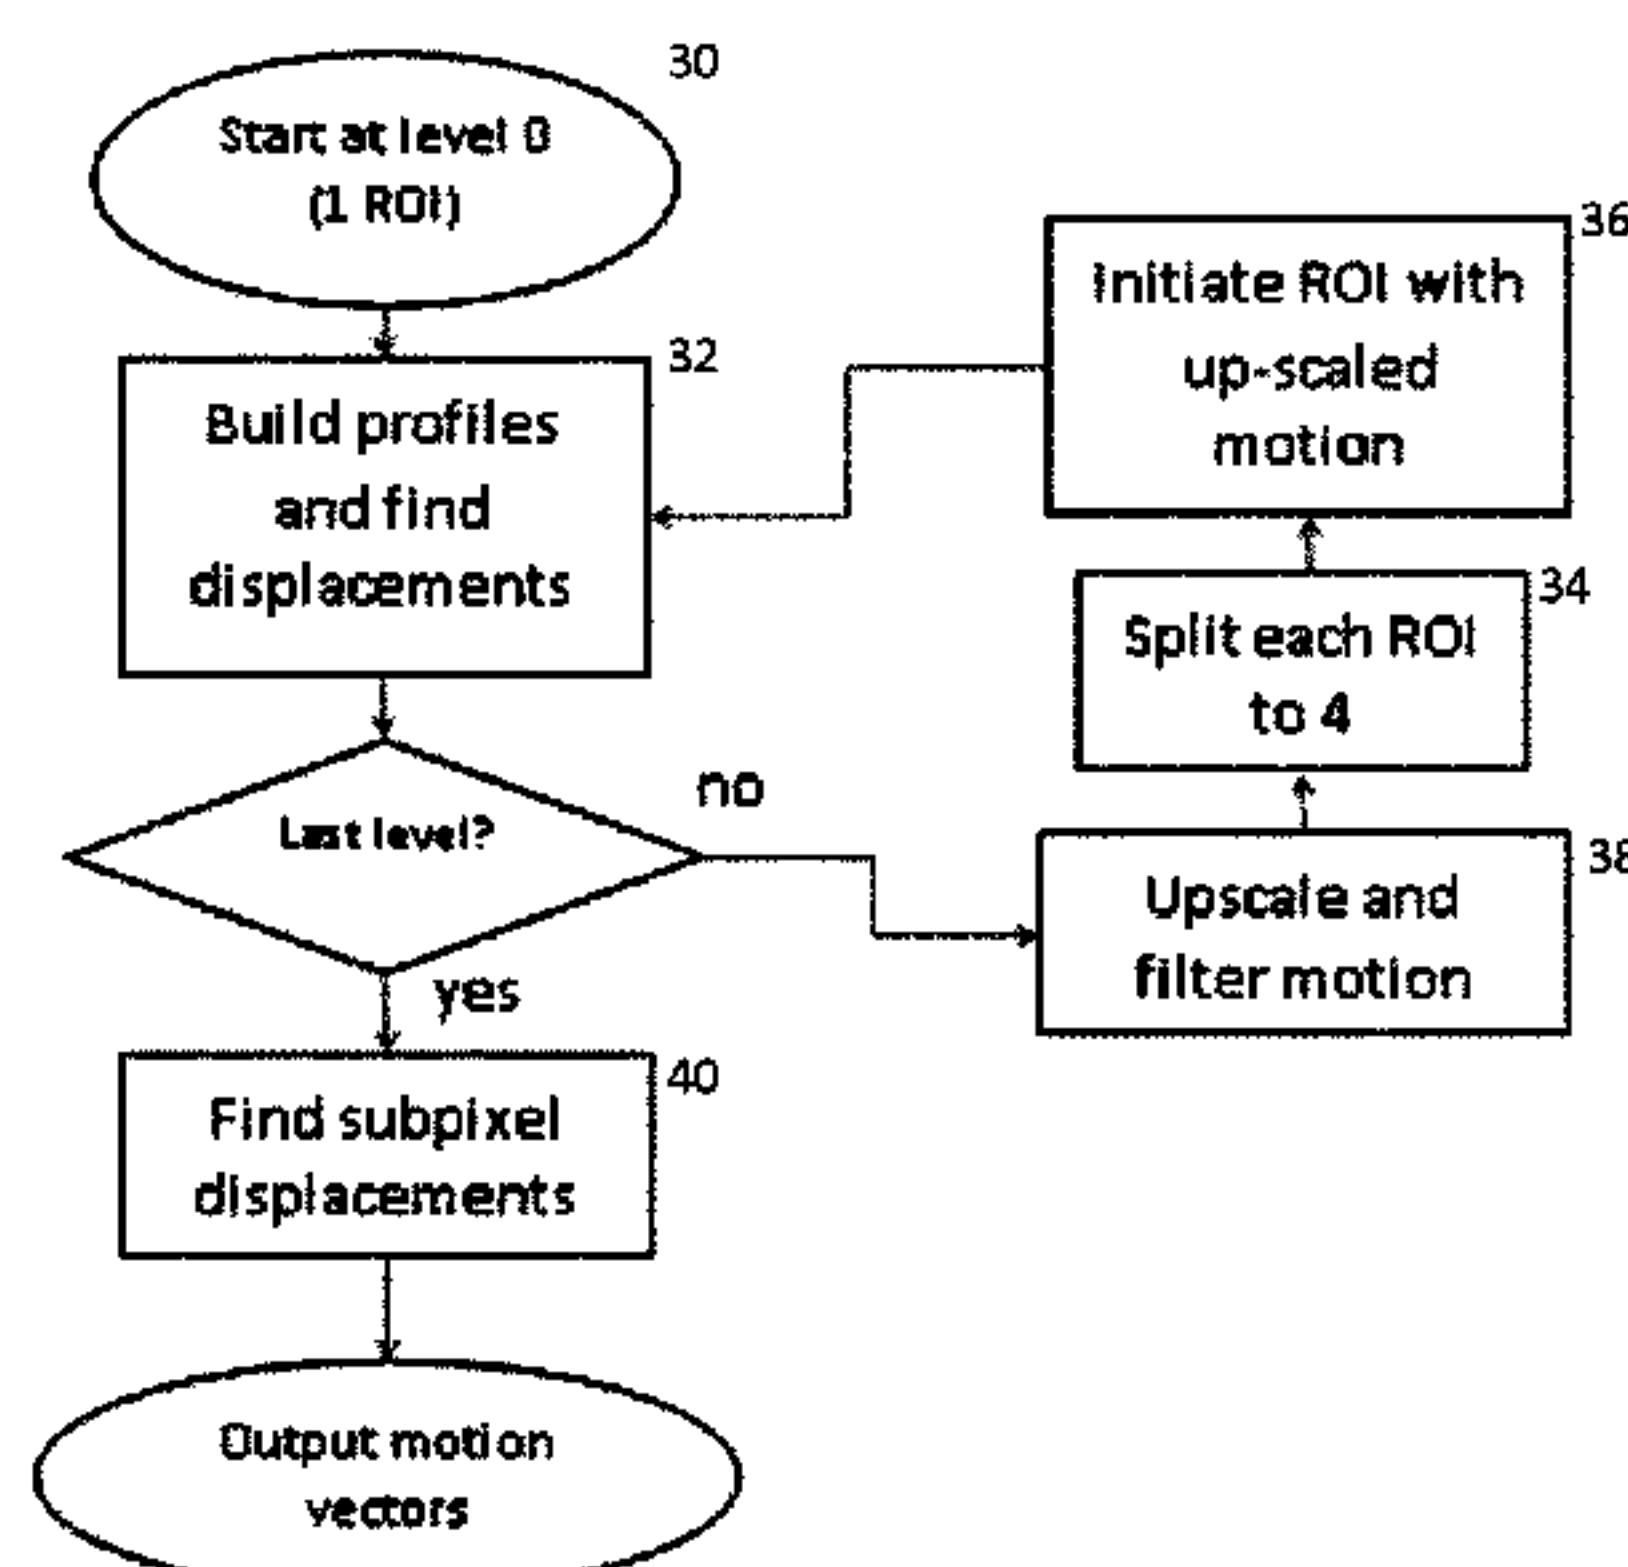 30
Start at level 0
(1 ROI)
32
Build profiles
and find
displacements
Last level?
no
yes
40
Find subpixel
displacements
Output motion
vectors
36
Initiate ROI with
up-scaled
motion
34
Split each ROI
to 4
38
Upscale and
filter motion